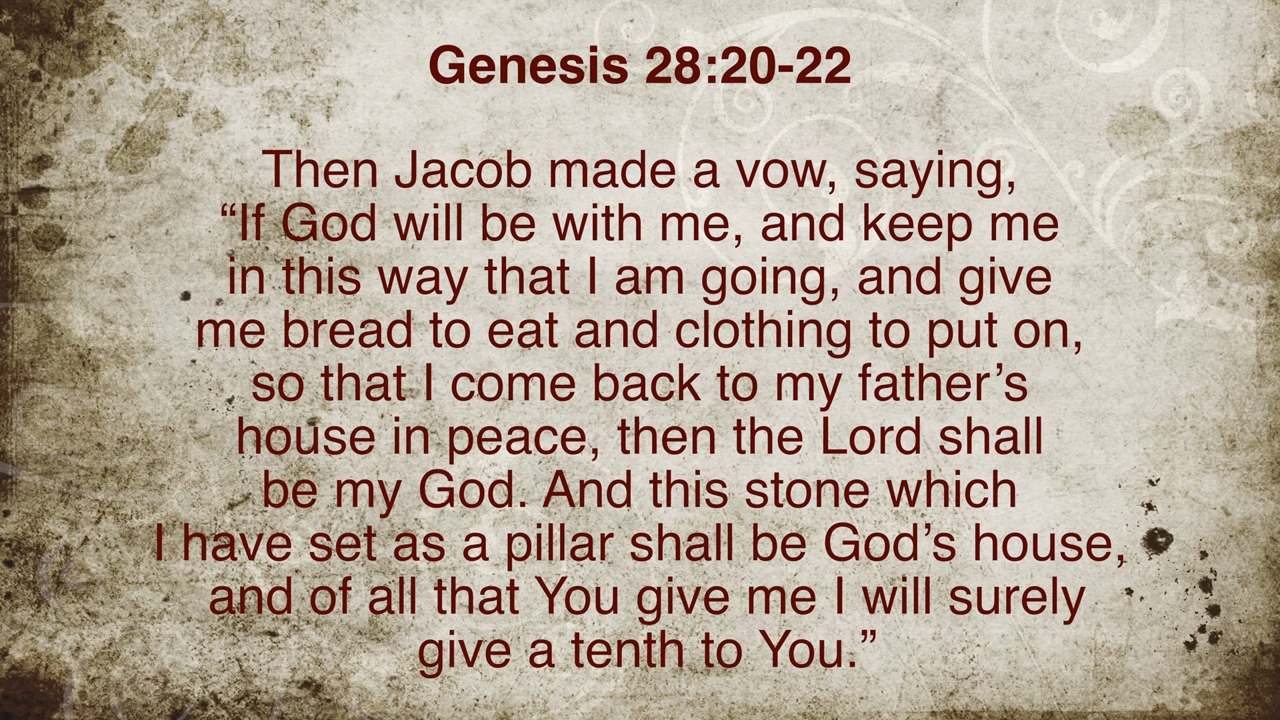 Genesis 28:20-22
Then Jacob made a vow, saying,
“If God will be with me, and keep me
in this way that I am going, and give
me bread to eat and clothing to put on,
so that I come back to my father’s
house in peace, then the Lord shall
be my God. And this stone which
I have set as a pillar shall be God’s house,
and of all that You give me I will surely
give a tenth to You.”